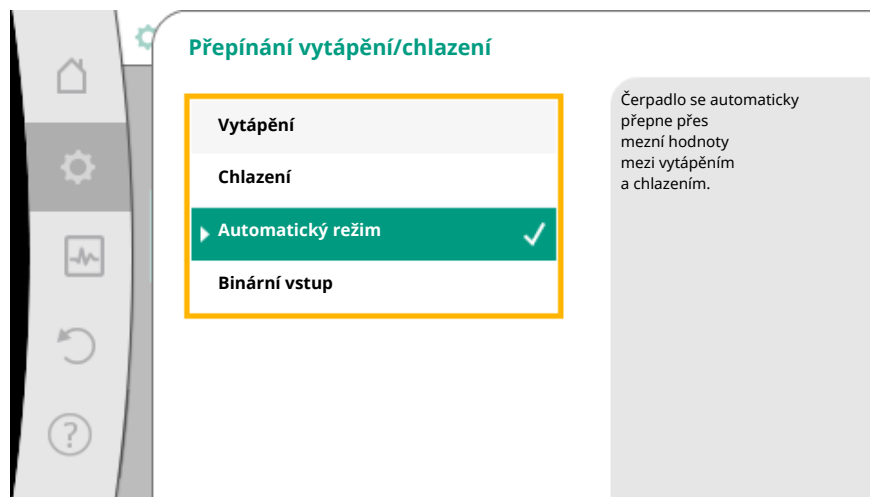 Přepínání vytápění/chlazení
Vytápění
Chlazení
Automatický režim
Binární vstup
Čerpadlo se automaticky
přepne přes
mezní hodnoty
mezi vytápěním
a chlazením.
?